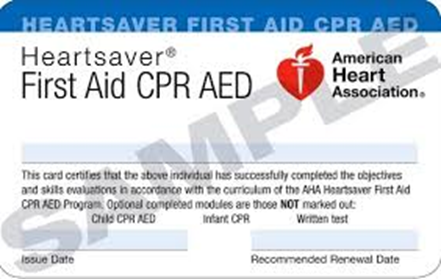 HEARTSAVER FIRST AID CPR AED
Heartsaver®
First Aid CPR AED
American
Heart
Association®
SAMPLE
This card certifies that the above individual has successfully completed the objectives
and skills evaluations in accordance with the curriculum of the AHA Heartsaver First Aid
CPR AED Program. Optional completed modules are those NOT marked out:
Child CPR AED Infant CPR Written test
Issue Date Recommended Renewal Date